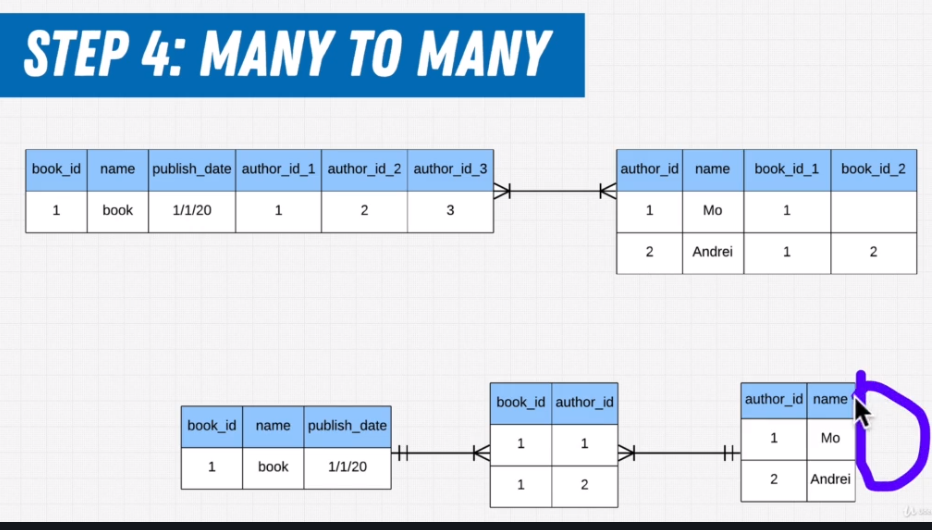 STEP 4: MANY TO MANY
book_id name publish_date author_id_1 author_id_2 author_id_3
1 book 1/1/20 1 2 3
author_id name book_id_1 book_id_2
1 Mo 1
2 Andrei 1 2
book_id name publish_date
1 book 1/1/20
book_id author_id
1 1
1 2
author_id name
1 Mo
2 Andrei